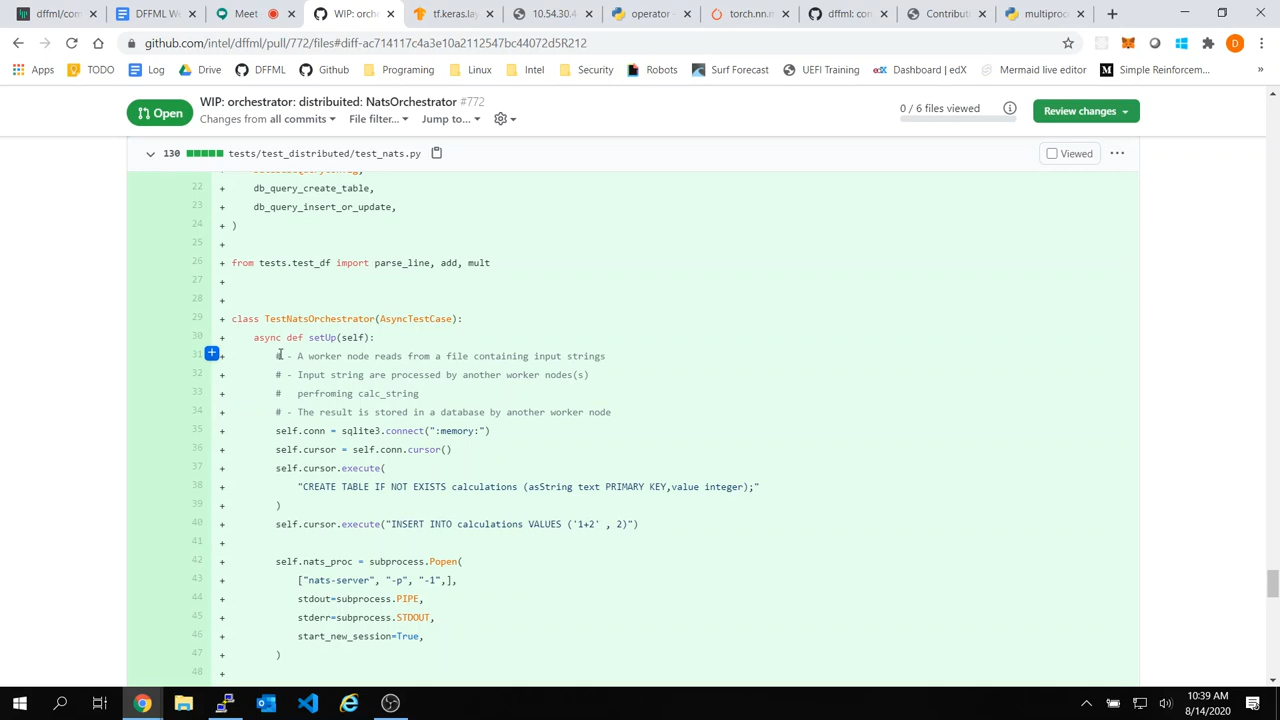 dffml/com
DFFML W
Meet
WIP: orch
tf.keras.lay
10.54.30.4
operator -
torch.nn.m
dffml: con
Contribut
multiproc
github.com/intel/dffml/pull/772/files#diff-ac714117c4a3e10a2112547bc44072d5R212
D
Apps
TODO
Log
Drive
DFFML
Github
Programing
Linux
Intel
Security
Robots
Surf Forecast
UEFI Training
Dashboard | edX
Mermaid live editor
Simple Reinforcem...
»
Open
WIP: orchestrator: distribuited: NatsOrchestrator #772
Changes from all commits
File filter...
Jump to...
0 / 6 files viewed
Review changes
130 tests/test_distributed/test_nats.py
Viewed
22 + db_query_create_table,
23 + db_query_insert_or_update,
24 + )
25 +
26 + from tests.test_df import parse_line, add, mult
27 +
28 +
29 + class TestNatsOrchestrator(AsyncTestCase):
30 + async def setUp(self):
31 + # - A worker node reads from a file containing input strings
32 + # - Input string are processed by another worker nodes(s)
33 + # perfroming calc_string
34 + # - The result is stored in a database by another worker node
35 + self.conn = sqlite3.connect(":memory:")
36 + self.cursor = self.conn.cursor()
37 + self.cursor.execute(
38 + "CREATE TABLE IF NOT EXISTS calculations (asString text PRIMARY KEY,value integer);"
39 + )
40 + self.cursor.execute("INSERT INTO calculations VALUES ('1+2' , 2)")
41 +
42 + self.nats_proc = subprocess.Popen(
43 + ["nats-server", "-p", "-1",],
44 + stdout=subprocess.PIPE,
45 + stderr=subprocess.STDOUT,
46 + start_new_session=True,
47 + )
48 +
10:39 AM
8/14/2020